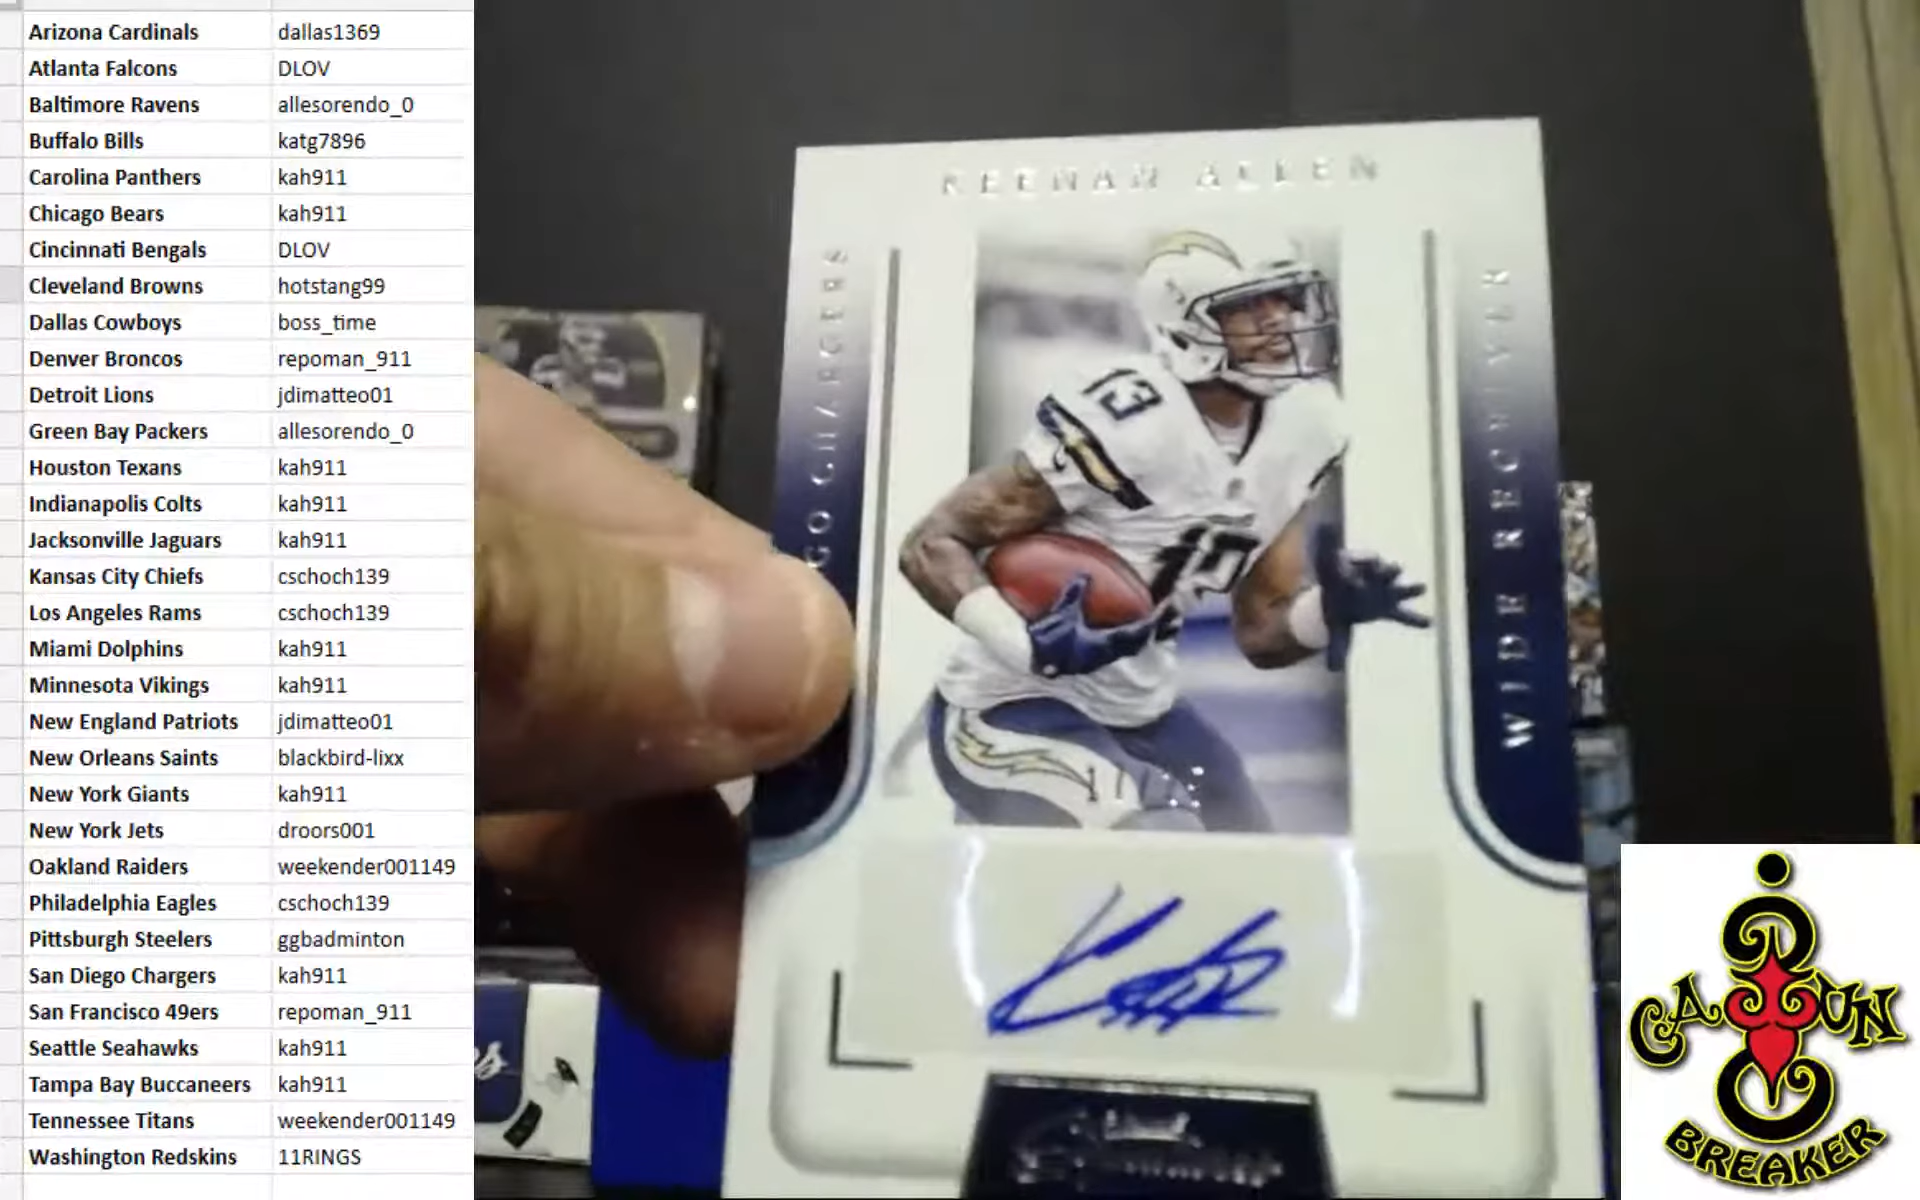 Arizona Cardinals dallas1369
Atlanta Falcons DLOV
Baltimore Ravens allesorendo_0
Buffalo Bills katg7896
Carolina Panthers kah911
Chicago Bears kah911
Cincinnati Bengals DLOV
Cleveland Browns hotstang99
Dallas Cowboys boss_time
Denver Broncos repoman_911
Detroit Lions jdimatteo01
Green Bay Packers allesorendo_0
Houston Texans kah911
Indianapolis Colts kah911
Jacksonville Jaguars kah911
Kansas City Chiefs cschoch139
Los Angeles Rams cschoch139
Miami Dolphins kah911
Minnesota Vikings kah911
New England Patriots jdimatteo01
New Orleans Saints blackbird-lixx
New York Giants kah911
New York Jets droors001
Oakland Raiders weekender001149
Philadelphia Eagles cschoch139
Pittsburgh Steelers ggbadminton
San Diego Chargers kah911
San Francisco 49ers repoman_911
Seattle Seahawks kah911
Tampa Bay Buccaneers kah911
Tennessee Titans weekender001149
Washington Redskins 11RINGS
KEENAN ALLEN
GO CHARGERS
WIDE RECEIVER
13
13
CAJUN
BREAKER